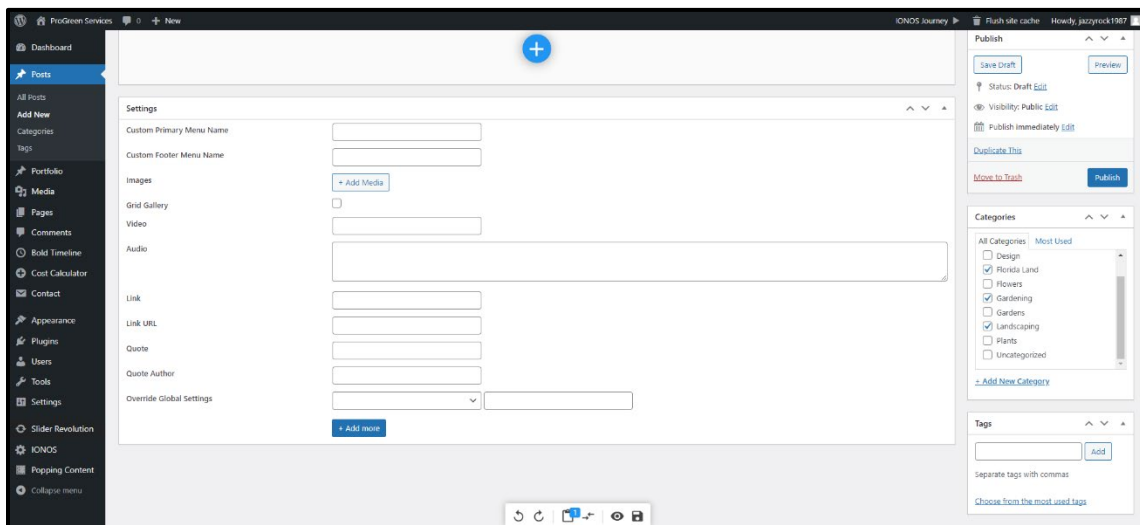 ProGreen Services 0 + New IONOS Journey Flush site cache Howdy, jazzyrock1987
Dashboard
Posts
All Posts
Add New
Categories
Tags
Portfolio
Media
Pages
Comments
Bold Timeline
Cost Calculator
Contact
Appearance
Plugins
Users
Tools
Settings
Slider Revolution
IONOS
Popping Content
Collapse menu
Settings
Custom Primary Menu Name
Custom Footer Menu Name
Images + Add Media
Grid Gallery
Video
Audio
Link
Link URL
Quote
Quote Author
Override Global Settings
+ Add more
1
Publish
Save Draft Preview
Status: Draft Edit
Visibility: Public Edit
Publish immediately Edit
Duplicate This
Move to Trash Publish
Categories
All Categories Most Used
Design
Florida Land
Flowers
Gardening
Gardens
Landscaping
Plants
Uncategorized
+ Add New Category
Tags
Add
Separate tags with commas
Choose from the most used tags